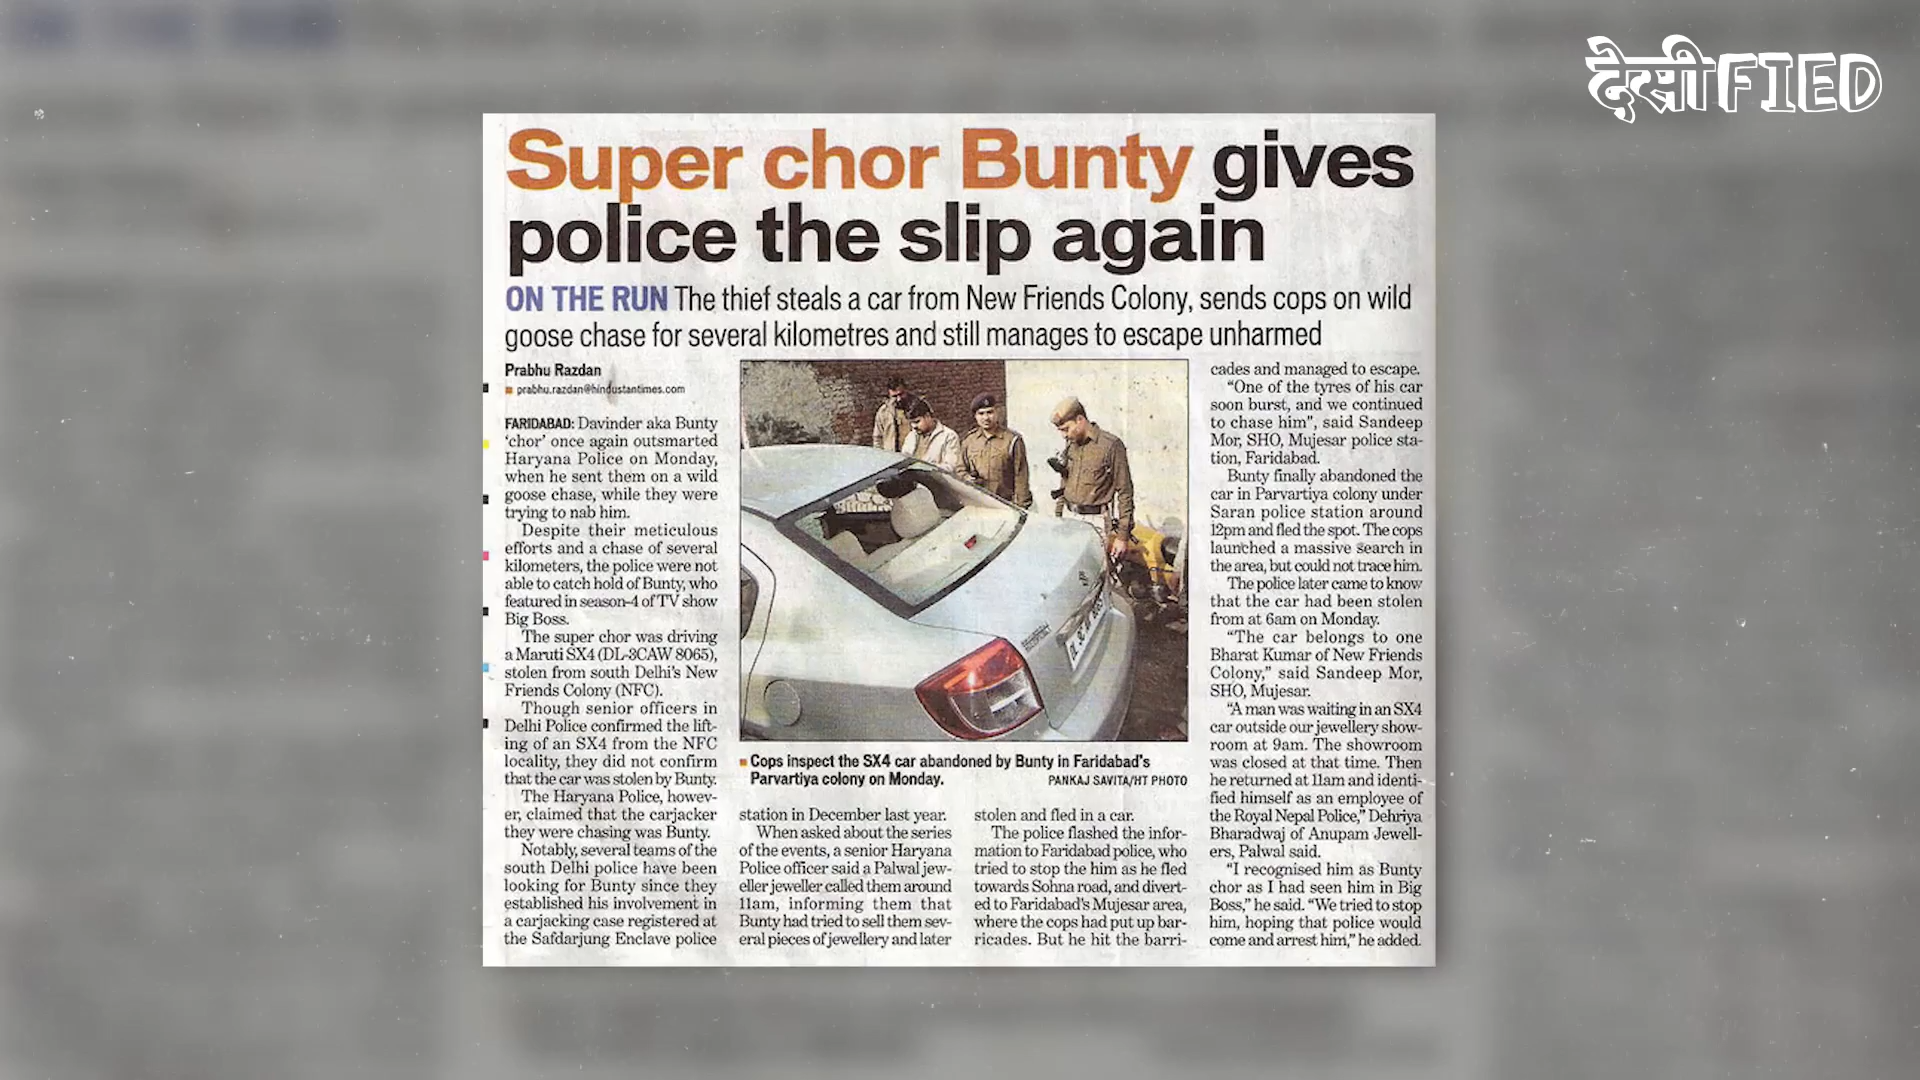 देसीFIED
Super chor Bunty gives
police the slip again
ON THE RUN The thief steals a car from New Friends Colony, sends cops on wild
goose chase for several kilometres and still manages to escape unharmed
Prabhu Razdan
prabhu.razdan@hindustantimes.com
FARIDABAD: Davinder aka Bunty
‘chor’ once again outsmarted
Haryana Police on Monday,
when he sent them on a wild
goose chase, while they were
trying to nab him.
Despite their meticulous
efforts and a chase of several
kilometers, the police were not
able to catch hold of Bunty, who
featured in season-4 of TV show
Big Boss.
The super chor was driving
a Maruti SX4 (DL-3CAW 8065),
stolen from south Delhi's New
Friends Colony (NFC).
Though senior officers in
Delhi Police confirmed the lift-
ing of an SX4 from the NFC
locality, they did not confirm
that the car was stolen by Bunty.
The Haryana Police, howev-
er, claimed that the carjacker
they were chasing was Bunty.
Notably, several teams of the
south Delhi police have been
looking for Bunty since they
established his involvement in
a carjacking case registered at
the Safdarjung Enclave police
Cops inspect the SX4 car abandoned by Bunty in Faridabad's
Parvartiya colony on Monday.
PANKAJ SAVITA/HT PHOTO
station in December last year.
When asked about the series
of the events, a senior Haryana
Police officer said a Palwal jew-
eller jeweller called them around
11am, informing them that
Bunty had tried to sell them sev-
eral pieces of jewellery and later
stolen and fled in a car.
The police flashed the infor-
mation to Faridabad police, who
tried to stop the him as he fled
towards Sohna road, and divert-
ed to Faridabad's Mujesar area,
where the cops had put up bar-
ricades. But he hit the barri-
cades and managed to escape.
“One of the tyres of his car
soon burst, and we continued
to chase him”, said Sandeep
Mor, SHO, Mujesar police sta-
tion, Faridabad.
Bunty finally abandoned the
car in Parvartiya colony under
Saran police station around
12pm and fled the spot. The cops
launched a massive search in
the area, but could not trace him.
The police later came to know
that the car had been stolen
from at 6am on Monday.
“The car belongs to one
Bharat Kumar of New Friends
Colony,” said Sandeep Mor,
SHO, Mujesar.
“A man was waiting in an SX4
car outside our jewellery show-
room at 9am. The showroom
was closed at that time. Then
he returned at 11am and identi-
fied himself as an employee of
the Royal Nepal Police,” Dehriya
Bharadwaj of Anupam Jewell-
ers, Palwal said.
“I recognised him as Bunty
chor as I had seen him in Big
Boss,” he said. “We tried to stop
him, hoping that police would
come and arrest him,” he added.